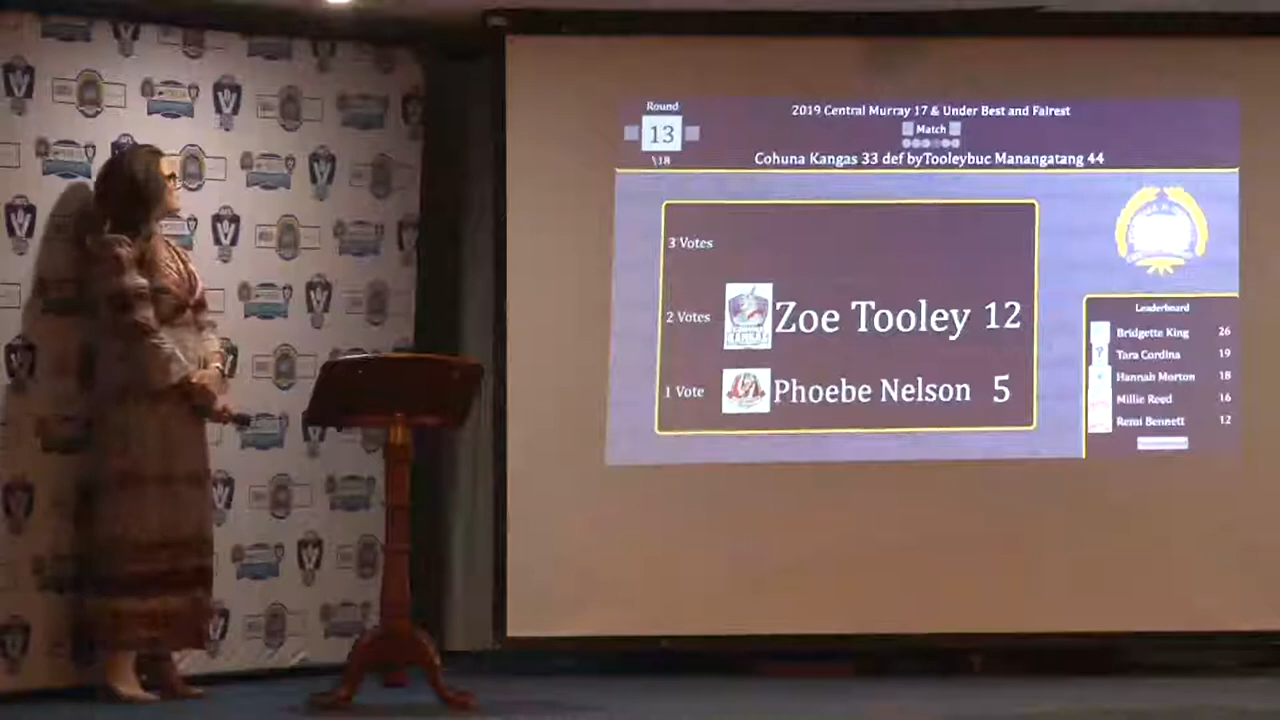 Round
13
\18
2019 Central Murray 17 & Under Best and Fairest
Match
Cohuna Kangas 33 def byTooleybuc Manangatang 44
3 Votes
2 Votes Zoe Tooley 12
1 Vote Phoebe Nelson 5
Leaderboard
Bridgette King 26
Tara Cordina 19
Hannah Morton 18
Millie Reed 16
Remi Bennett 12